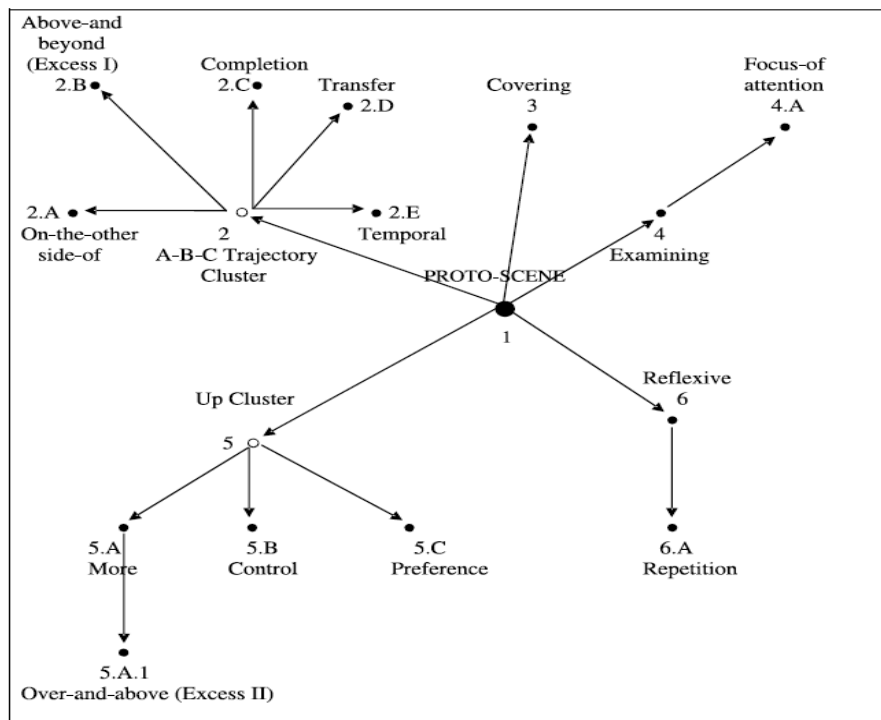 Above-and
beyond
(Excess I)
2.B
Completion
2.C
Transfer
2.D
Covering
3
Focus-of
attention
4.A
2.A
On-the-other
side-of
2
A-B-C Trajectory
Cluster
2.E
Temporal
4
Examining
PROTO-SCENE
1
Up Cluster
5
Reflexive
6
5.A
More
5.B
Control
5.C
Preference
6.A
Repetition
5.A.1
Over-and-above (Excess II)